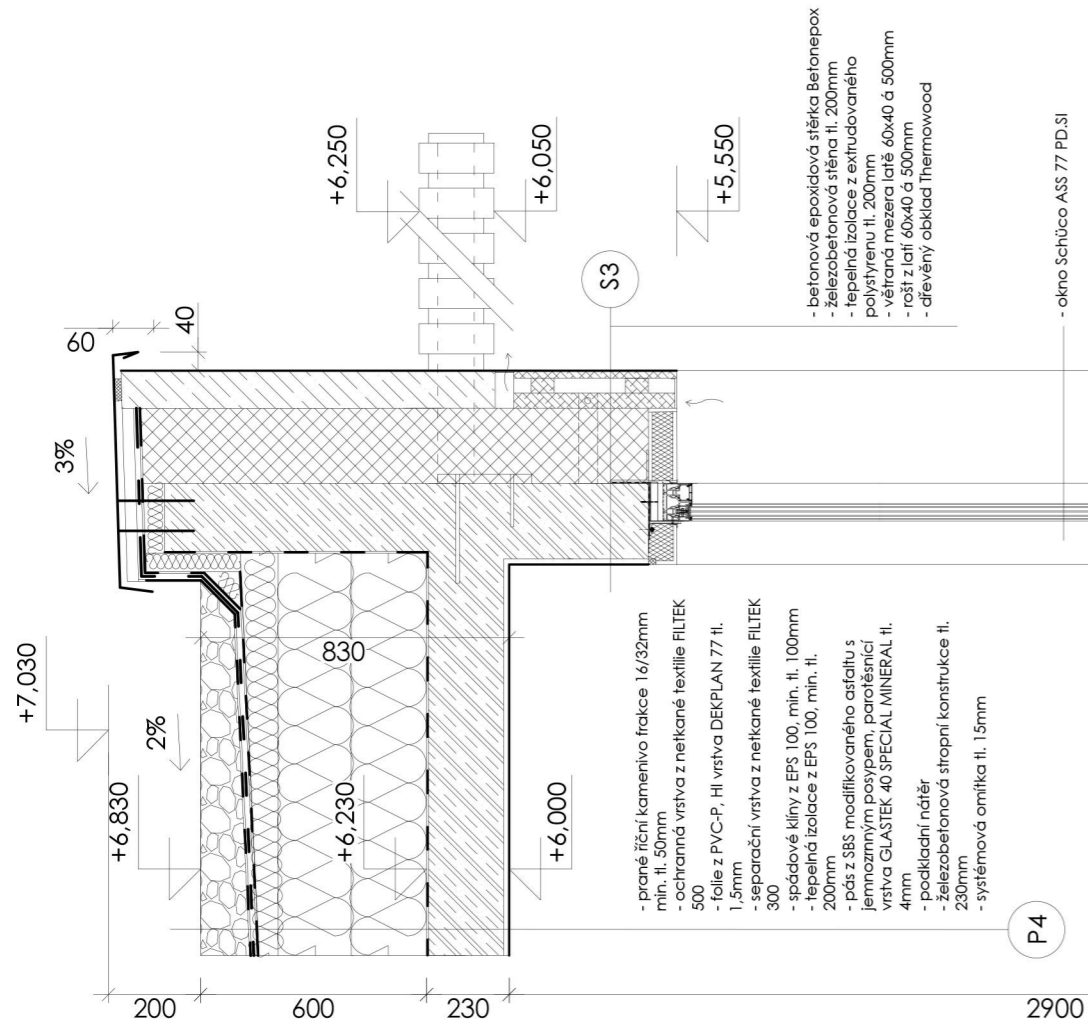 60
40
3%
+7,030
2%
+6,830
+6,230
+6,000
830
+6,250
+6,050
+5,550
S3
- betonová epoxidová stěrka Betonepox
- železobetonová stěna tl. 200mm
- tepelná izolace z extrudovaného
polystyrenu tl. 200mm
- větraná mezera latě 60x40 á 500mm
- rošt z latí 60x40 á 500mm
- dřevěný obklad Thermowood
- okno Schüco ASS 77 PD.SI
- prané říční kamenivo frakce 16/32mm
min. tl. 50mm
- ochranná vrstva z netkané textilie FILTEK
500
- folie z PVC-P, HI vrstva DEKPLAN 77 tl.
1,5mm
- separační vrstva z netkané textilie FILTEK
300
- spádové klíny z EPS 100, min. tl. 100mm
- tepelná izolace z EPS 100, min. tl.
200mm
- pás z SBS modifikovaného asfaltu s
jemnozrnným posypem, parotěsnící
vrstva GLASTEK 40 SPECIAL MINERAL tl.
4mm
- podkladní nátěr
- železobetonová stropní konstrukce tl.
230mm
- systémová omítka tl. 15mm
P4
200
600
230
2900